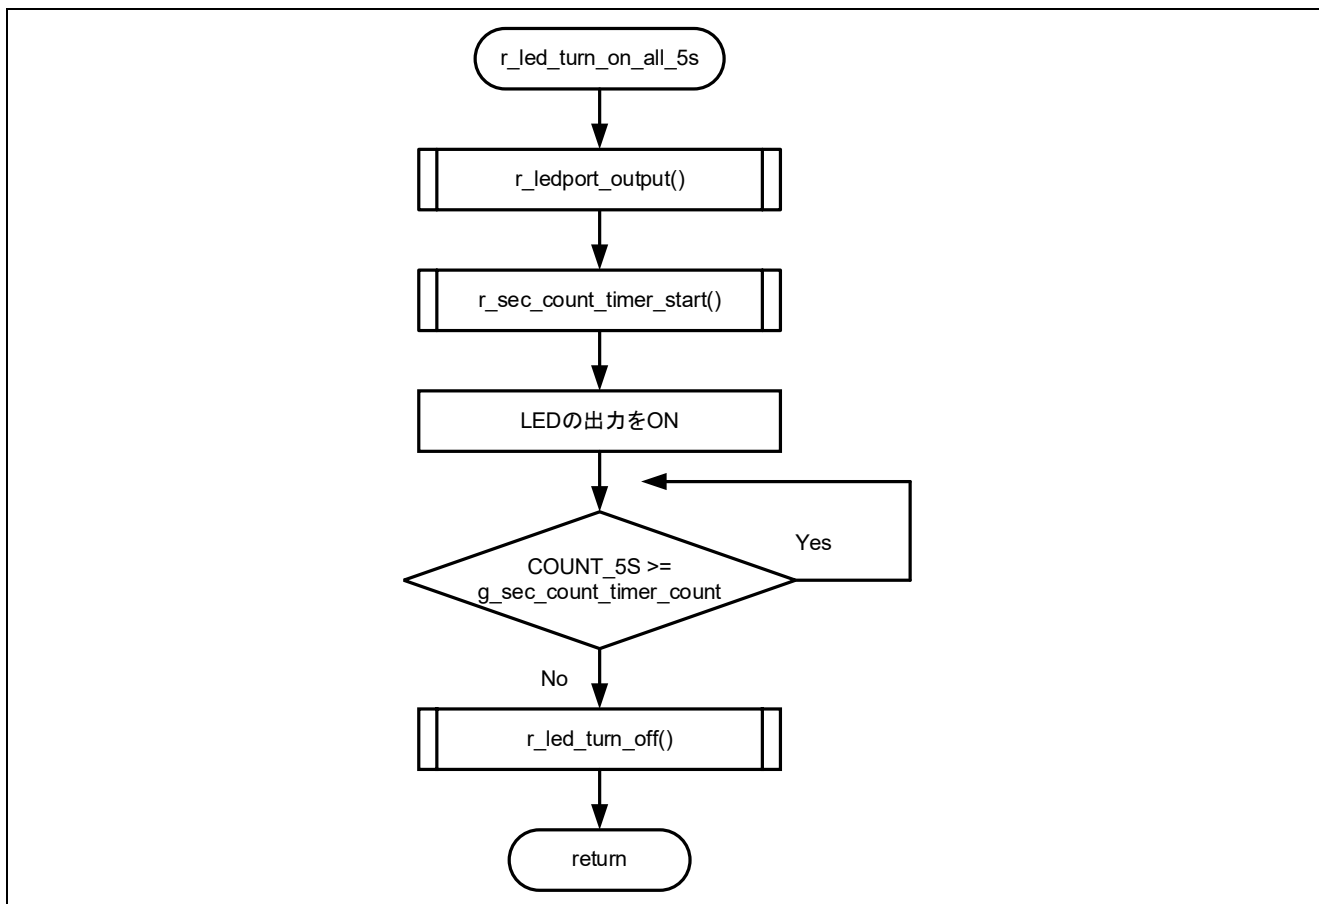 r_led_turn_on_all_5s
r_ledport_output()
r_sec_count_timer_start()
LEDの出力をON
Yes
COUNT_5S >=
g_sec_count_timer_count
No
r_led_turn_off()
return